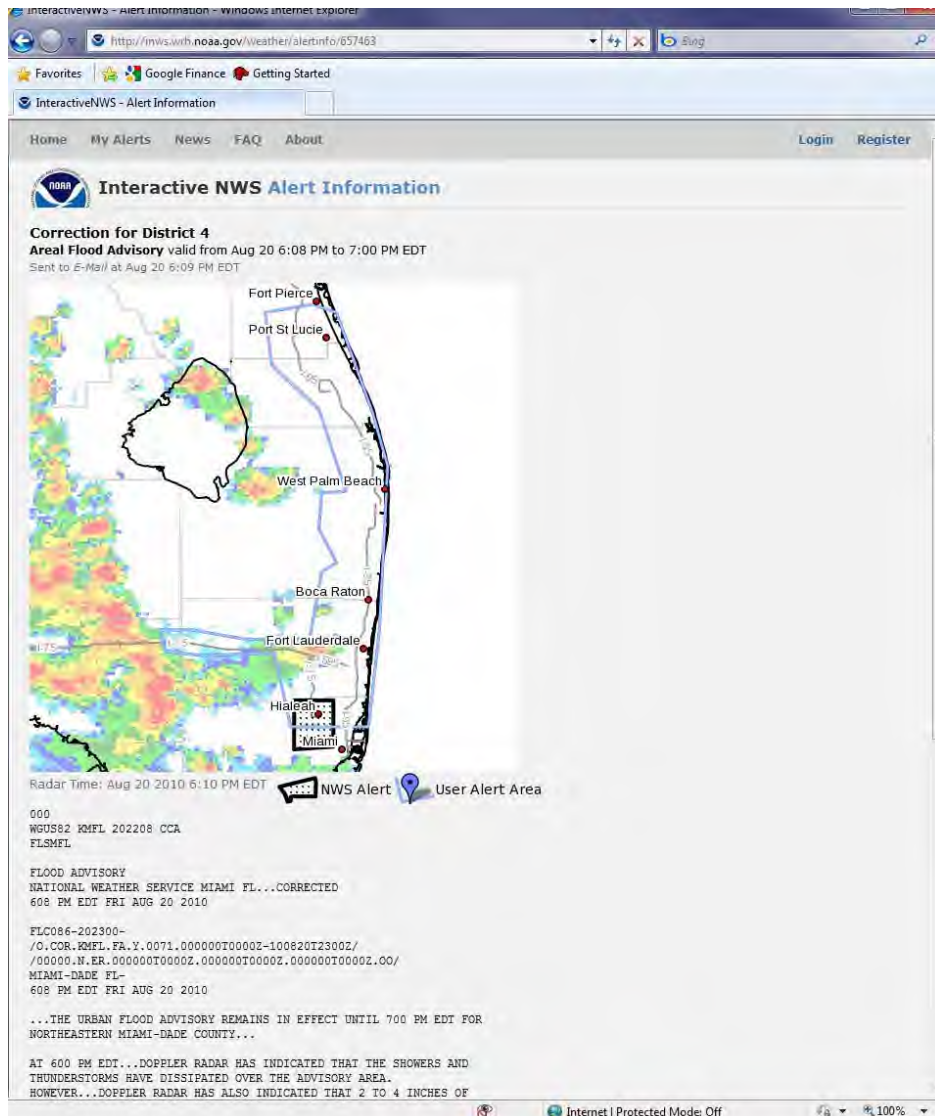 InteractiveNWS - Alert Information - Windows Internet Explorer
http://inws.wrh.noaa.gov/weather/alertinfo/657463
Bing
Favorites
Google Finance
Getting Started
InteractiveNWS - Alert Information
Home My Alerts News FAQ About Login Register
NOAA
Interactive NWS Alert Information
Correction for District 4
Areal Flood Advisory valid from Aug 20 6:08 PM to 7:00 PM EDT
Sent to E-Mail at Aug 20 6:09 PM EDT
Fort Pierce
Port St Lucie
I-95
West Palm Beach
Boca Raton
I-75
I-75
Fort Lauderdale
Hialeah
Miami
Radar Time: Aug 20 2010 6:10 PM EDT NWS Alert User Alert Area
000
WGUS82 KMFL 202208 CCA
FLSMFL
FLOOD ADVISORY
NATIONAL WEATHER SERVICE MIAMI FL...CORRECTED
608 PM EDT FRI AUG 20 2010
FLC086-202300-
/O.COR.KMFL.FA.Y.0071.000000T0000Z-100820T2300Z/
/00000.N.ER.000000T0000Z.000000T0000Z.000000T0000Z.OO/
MIAMI-DADE FL-
608 PM EDT FRI AUG 20 2010
...THE URBAN FLOOD ADVISORY REMAINS IN EFFECT UNTIL 700 PM EDT FOR
NORTHEASTERN MIAMI-DADE COUNTY...
AT 600 PM EDT...DOPPLER RADAR HAS INDICATED THAT THE SHOWERS AND
THUNDERSTORMS HAVE DISSIPATED OVER THE ADVISORY AREA.
HOWEVER...DOPPLER RADAR HAS ALSO INDICATED THAT 2 TO 4 INCHES OF
Internet | Protected Mode: Off 100%